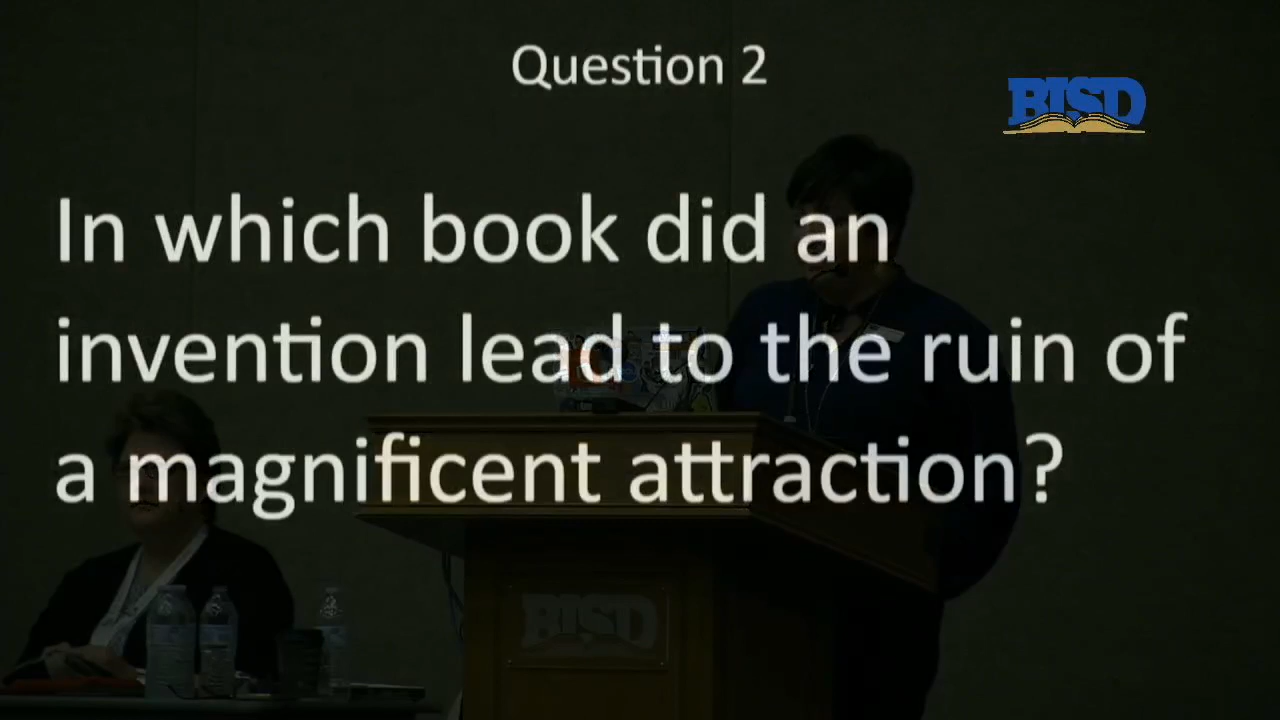 Question 2
BISD
In which book did an
invention lead to the ruin of
a magnificent attraction?
BISD